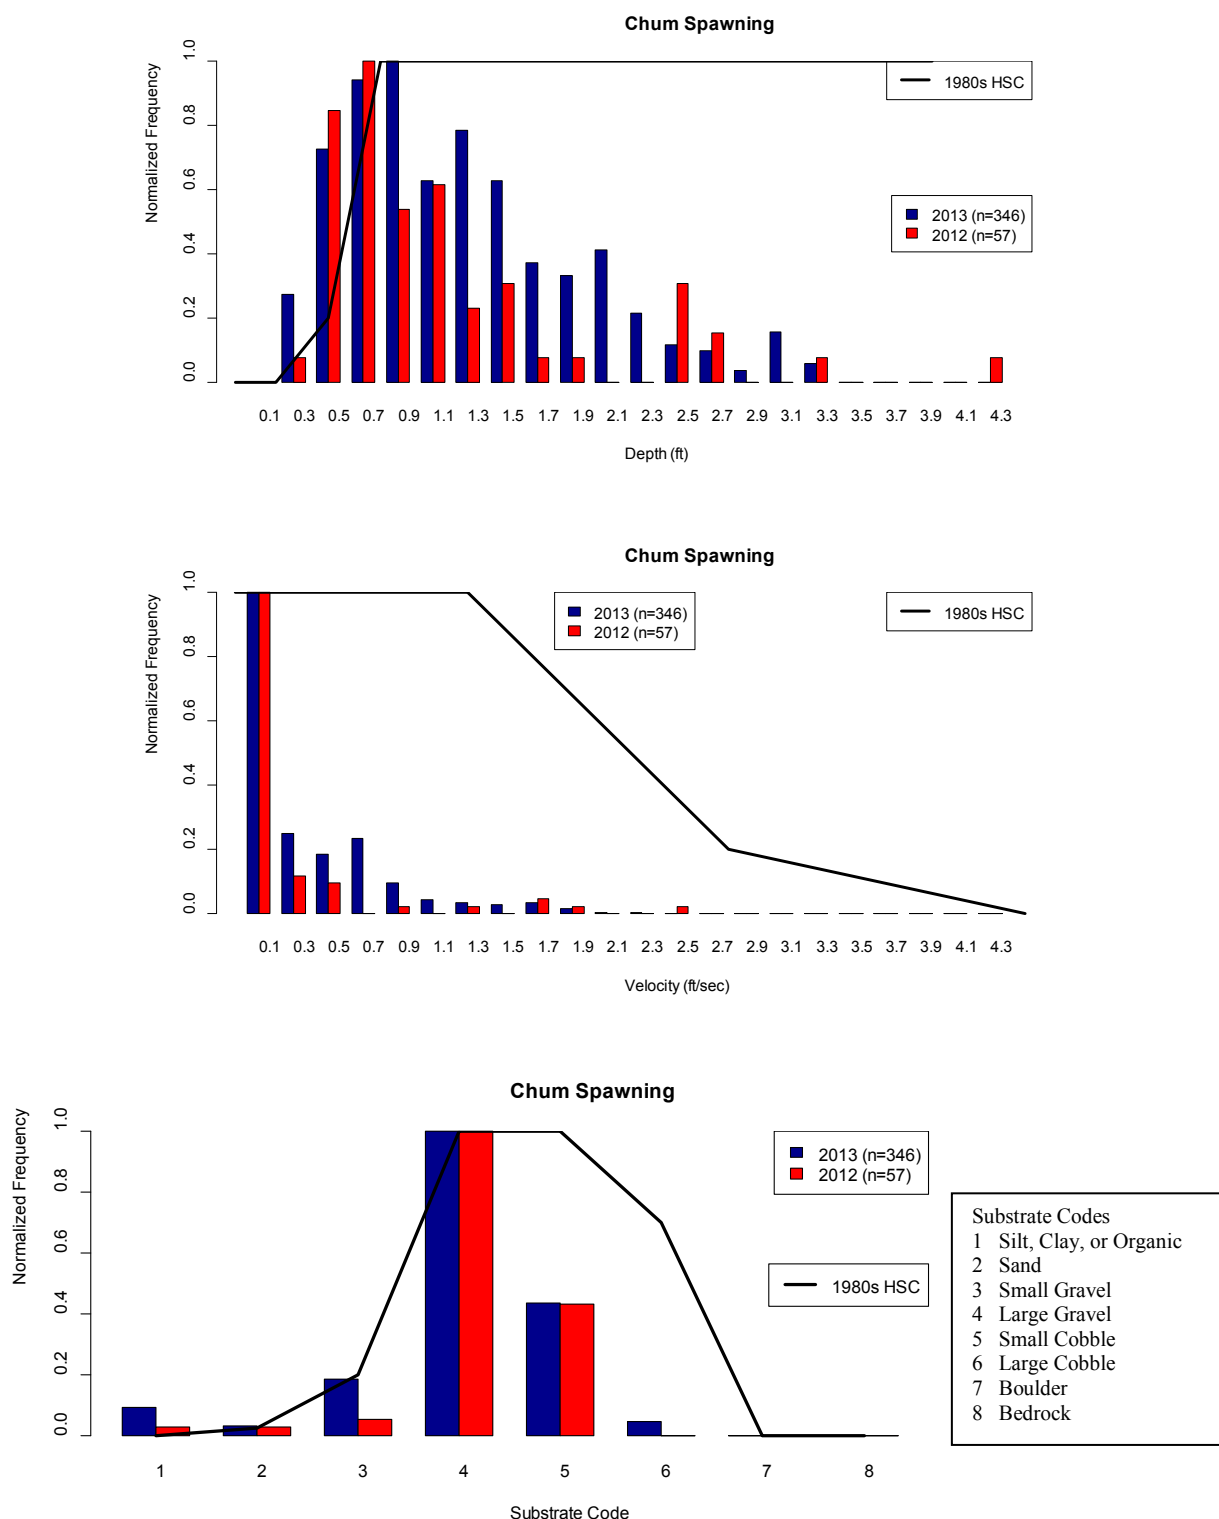 Chum Spawning
Normalized Frequency
1.0
0.8
0.6
0.4
0.2
0.0
1980s HSC
2013 (n=346)
2012 (n=57)
0.1 0.3 0.5 0.7 0.9 1.1 1.3 1.5 1.7 1.9 2.1 2.3 2.5 2.7 2.9 3.1 3.3 3.5 3.7 3.9 4.1 4.3
Depth (ft)
Chum Spawning
Normalized Frequency
1.0
0.8
0.6
0.4
0.2
0.0
2013 (n=346)
2012 (n=57)
1980s HSC
0.1 0.3 0.5 0.7 0.9 1.1 1.3 1.5 1.7 1.9 2.1 2.3 2.5 2.7 2.9 3.1 3.3 3.5 3.7 3.9 4.1 4.3
Velocity (ft/sec)
Chum Spawning
Normalized Frequency
1.0
0.8
0.6
0.4
0.2
0.0
2013 (n=346)
2012 (n=57)
1980s HSC
1 2 3 4 5 6 7 8
Substrate Code
Substrate Codes
1 Silt, Clay, or Organic
2 Sand
3 Small Gravel
4 Large Gravel
5 Small Cobble
6 Large Cobble
7 Boulder
8 Bedrock